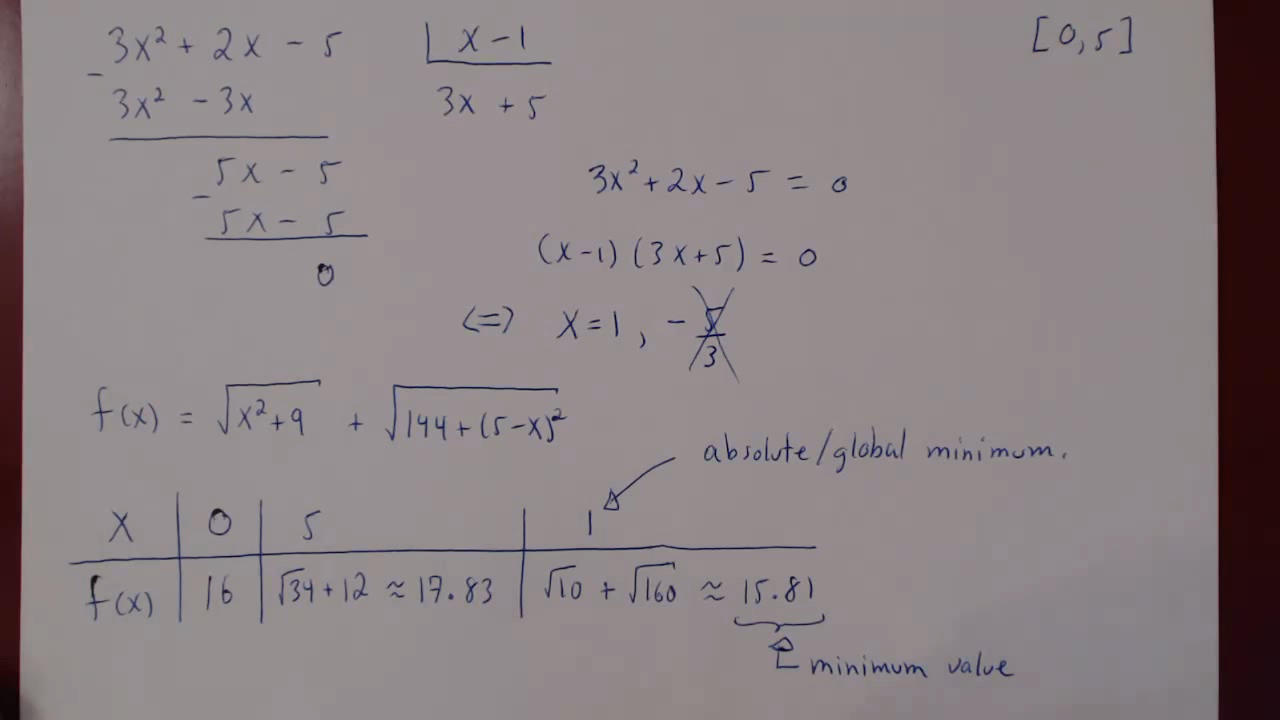 3x² + 2x - 5 | x - 1 [0,5]
- 3x² - 3x 3x + 5
5x - 5
- 5x - 5
0
3x² + 2x - 5 = 0
(x-1) (3x+5) = 0
<=> x = 1, - 5/3
f(x) = √(x²+9) + √(144+(5-x)²)
absolute/global minimum.
x | 0 | 5 | 1
f(x) | 16 | √34 + 12 ≈ 17.83 | √10 + √160 ≈ 15.81
minimum value